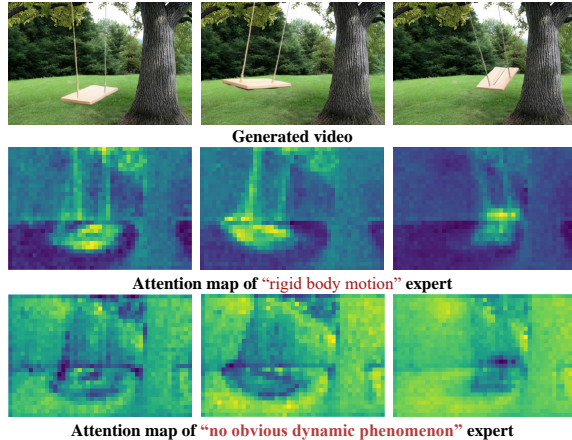 Generated video
Attention map of “rigid body motion” expert
Attention map of “no obvious dynamic phenomenon” expert